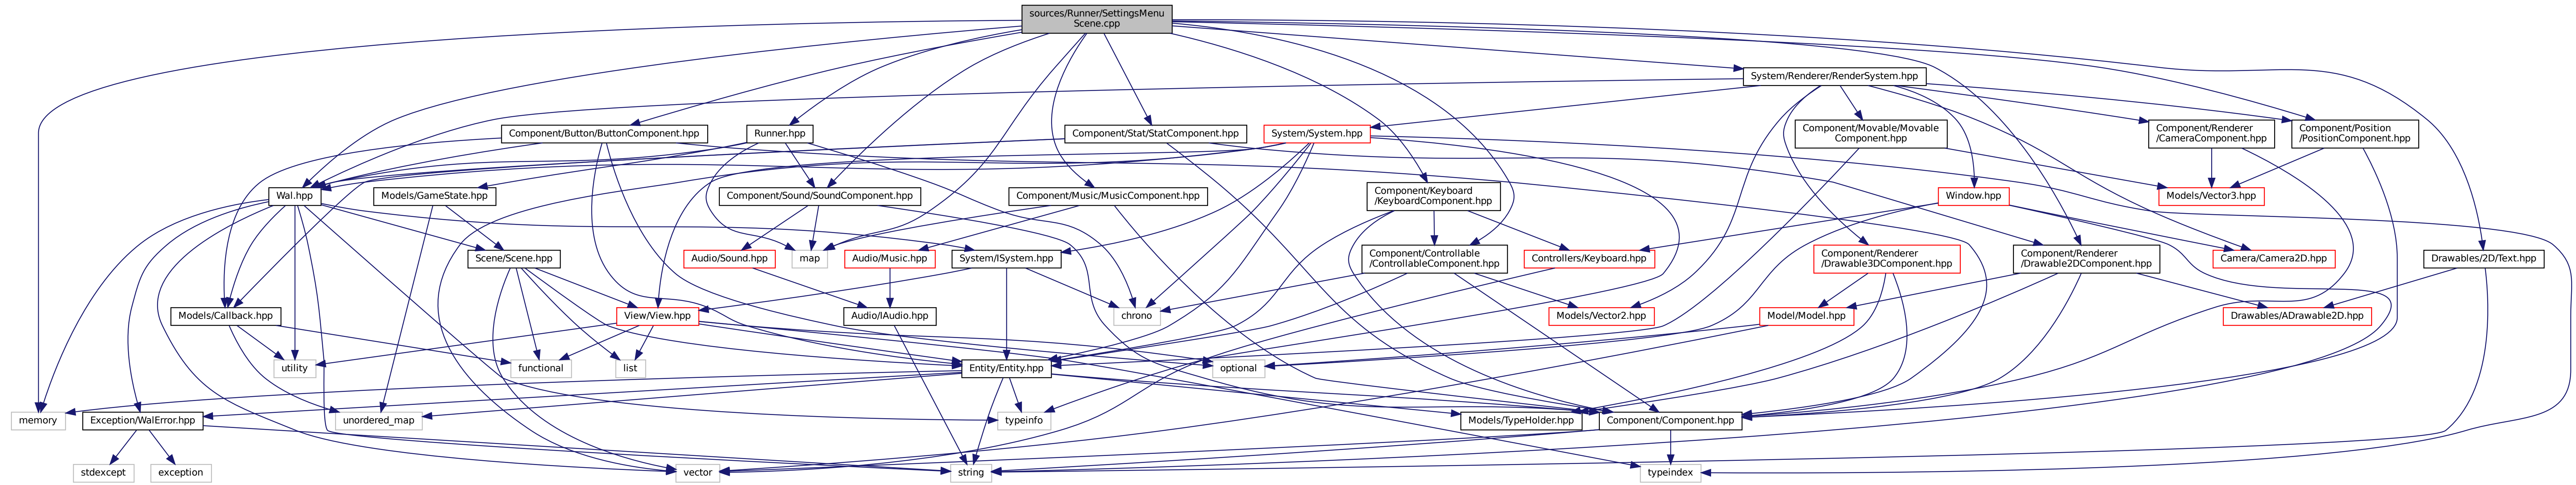 sources/Runner/SettingsMenu
Scene.cpp
System/Renderer/RenderSystem.hpp
Component/Button/ButtonComponent.hpp
Runner.hpp
Component/Stat/StatComponent.hpp
System/System.hpp
Component/Movable/Movable
Component.hpp
Component/Renderer
/CameraComponent.hpp
Component/Position
/PositionComponent.hpp
Wal.hpp
Models/GameState.hpp
Component/Sound/SoundComponent.hpp
Component/Music/MusicComponent.hpp
Component/Keyboard
/KeyboardComponent.hpp
Window.hpp
Models/Vector3.hpp
Scene/Scene.hpp
Audio/Sound.hpp
map
Audio/Music.hpp
System/ISystem.hpp
Component/Controllable
/ControllableComponent.hpp
Controllers/Keyboard.hpp
Component/Renderer
/Drawable3DComponent.hpp
Component/Renderer
/Drawable2DComponent.hpp
Camera/Camera2D.hpp
Drawables/2D/Text.hpp
Models/Callback.hpp
View/View.hpp
Audio/IAudio.hpp
chrono
Models/Vector2.hpp
Model/Model.hpp
Drawables/ADrawable2D.hpp
utility
functional
list
Entity/Entity.hpp
optional
memory
Exception/WalError.hpp
unordered_map
typeinfo
Models/TypeHolder.hpp
Component/Component.hpp
stdexcept
exception
vector
string
typeindex